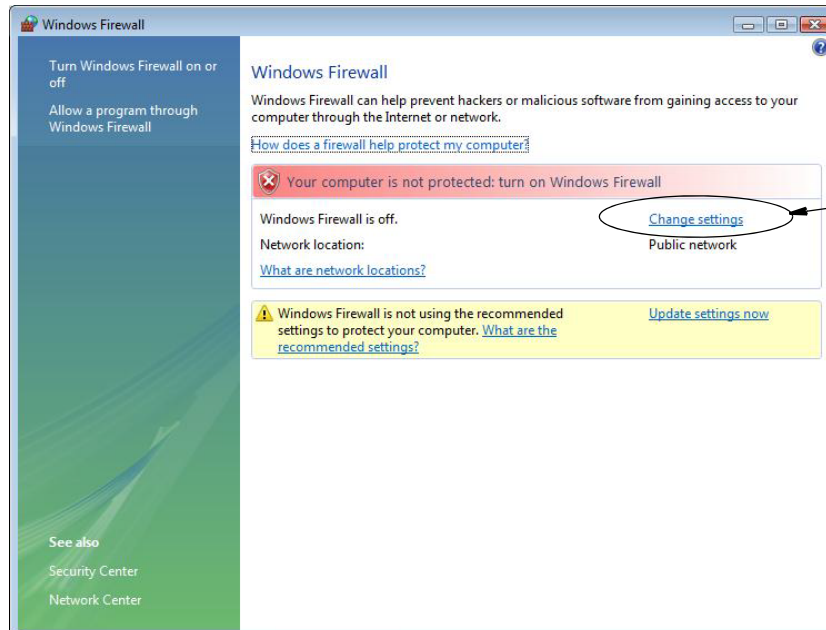 Windows Firewall
Turn Windows Firewall on or
off
Allow a program through
Windows Firewall
Windows Firewall
Windows Firewall can help prevent hackers or malicious software from gaining access to your
computer through the Internet or network.
How does a firewall help protect my computer?
Your computer is not protected: turn on Windows Firewall
Windows Firewall is off.
Change settings
Network location:
Public network
What are network locations?
Windows Firewall is not using the recommended
settings to protect your computer. What are the
recommended settings?
Update settings now
See also
Security Center
Network Center